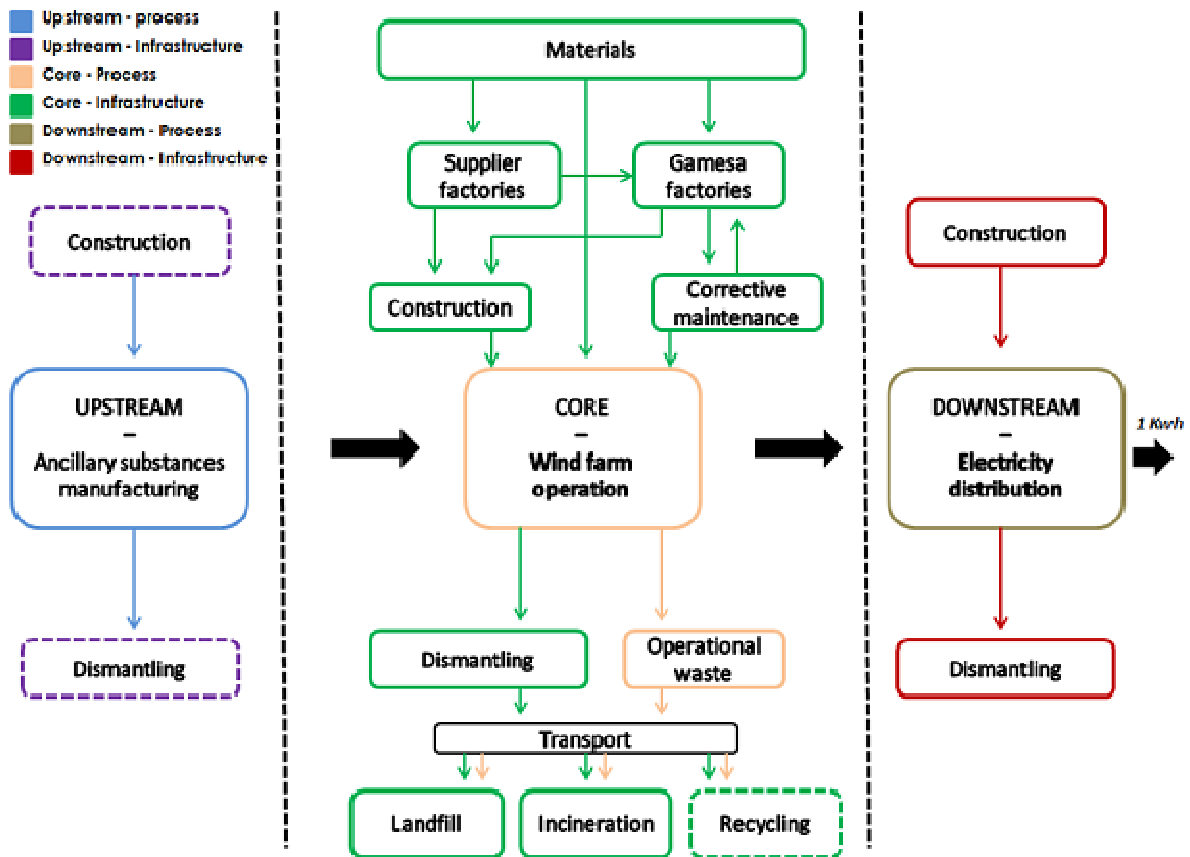 Upstream - process
Upstream - Infrastructure
Core - Process
Core - Infrastructure
Downstream - Process
Downstream - Infrastructure
Construction
UPSTREAM
–
Ancillary substances
manufacturing
Dismantling
Materials
Supplier
factories
Gamesa
factories
Construction
Corrective
maintenance
CORE
–
Wind farm
operation
Dismantling
Operational
waste
Transport
Landfill
Incineration
Recycling
Construction
DOWNSTREAM
–
Electricity
distribution
1 Kwh
Dismantling